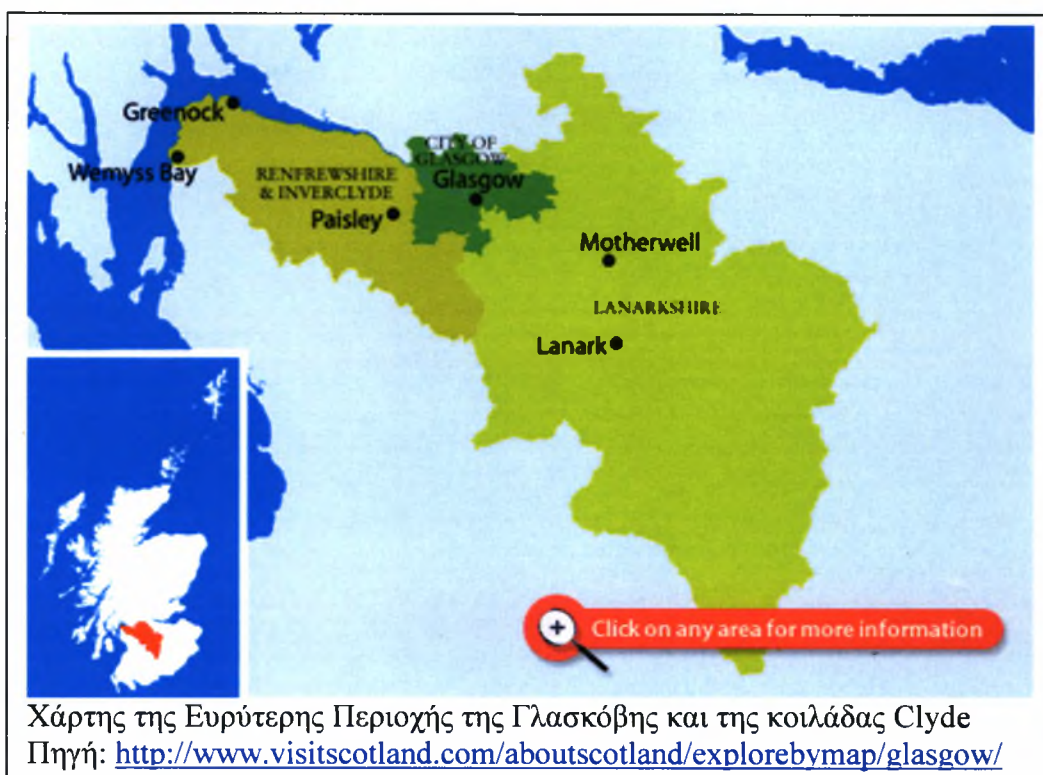 Greenock
CITY OF
GLASGOW
Wemyss Bay
RENFREWSHIRE
& INVERCLYDE
Glasgow
Paisley
Motherwell
LANARKSHIRE
Lanark
Click on any area for more information
Χάρτης της Ευρύτερης Περιοχής της Γλασκόβης και της κοιλάδας Clyde
Πηγή: http://www.visitscotland.com/aboutscotland/explorebymap/glasgow/